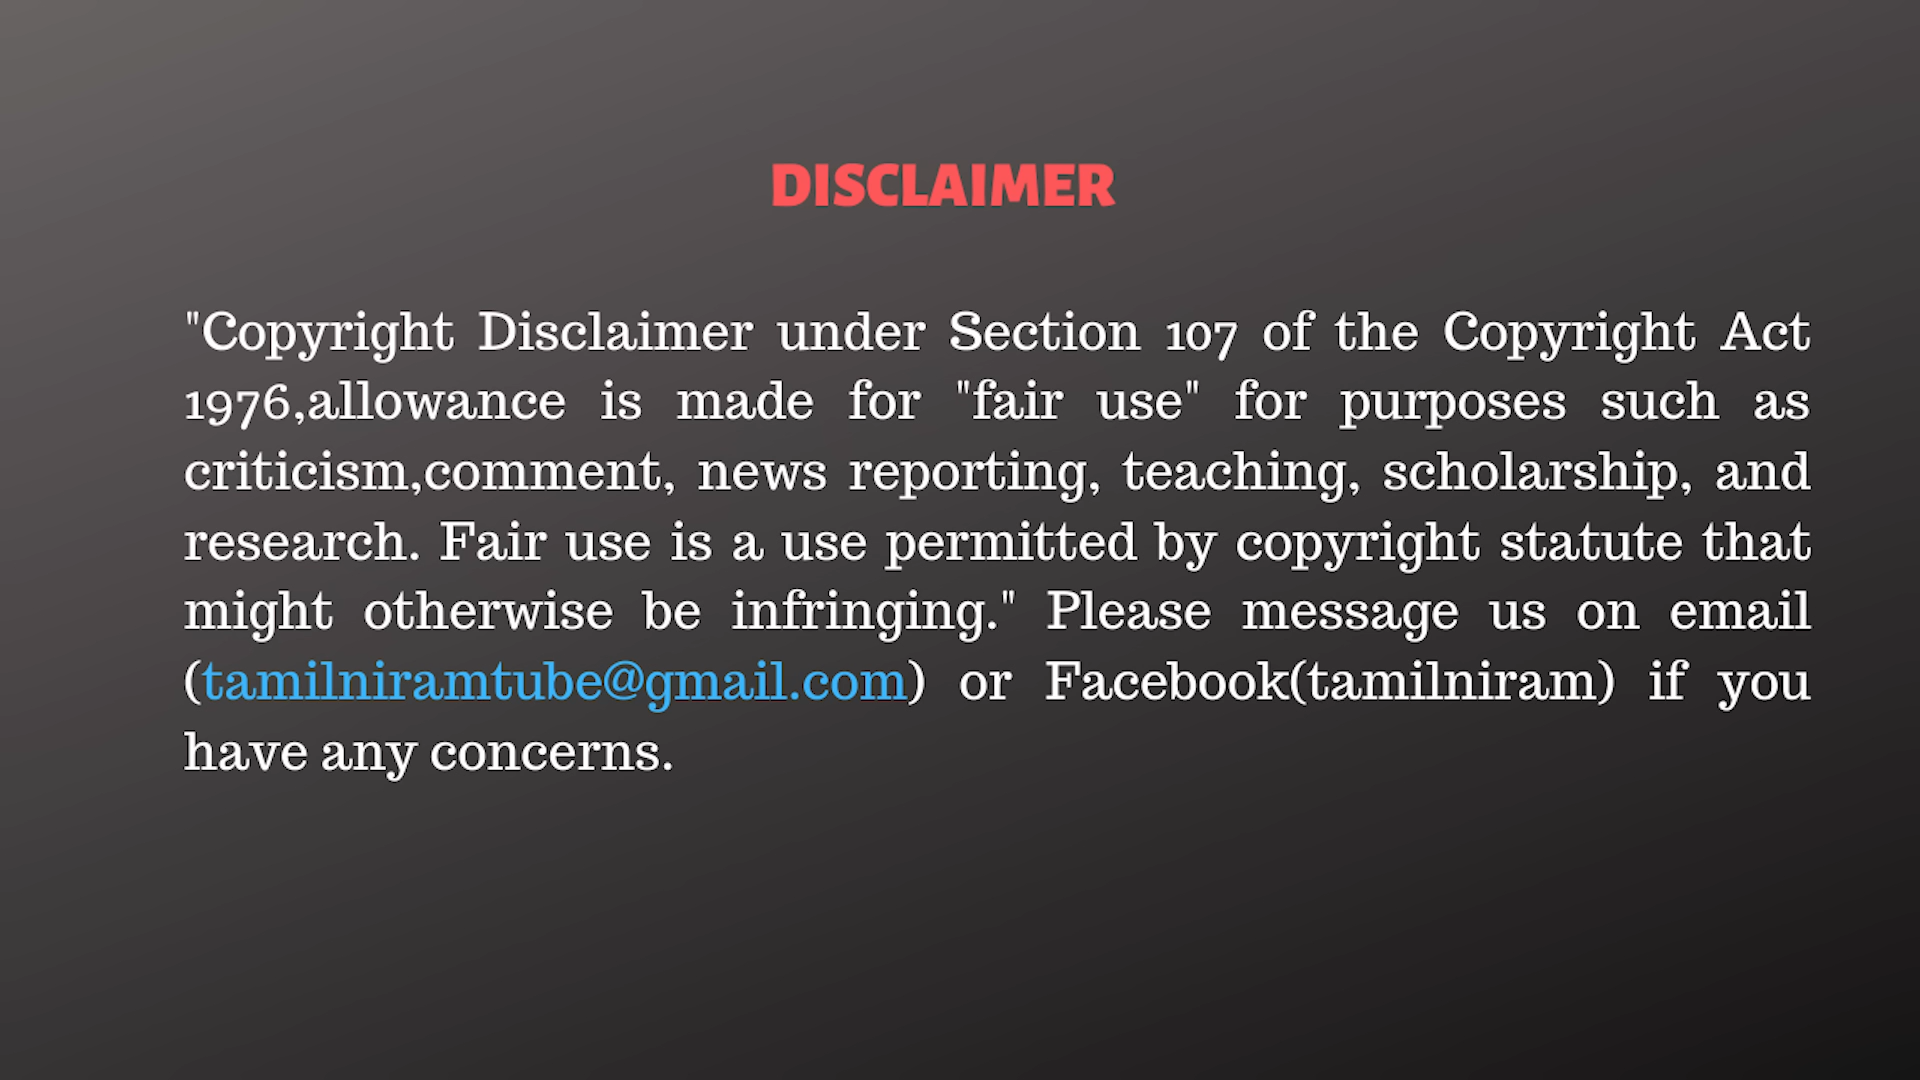 DISCLAIMER
"Copyright Disclaimer under Section 107 of the Copyright Act
1976,allowance is made for "fair use" for purposes such as
criticism,comment, news reporting, teaching, scholarship, and
research. Fair use is a use permitted by copyright statute that
might otherwise be infringing." Please message us on email
(tamilniramtube@gmail.com) or Facebook(tamilniram) if you
have any concerns.